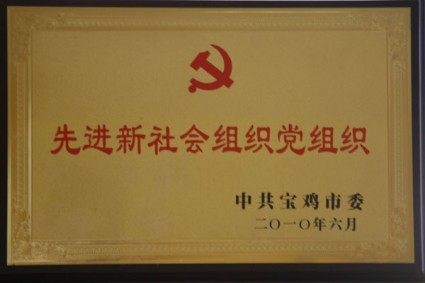 先进新社会组织党组织
中共宝鸡市委
二〇一〇年六月